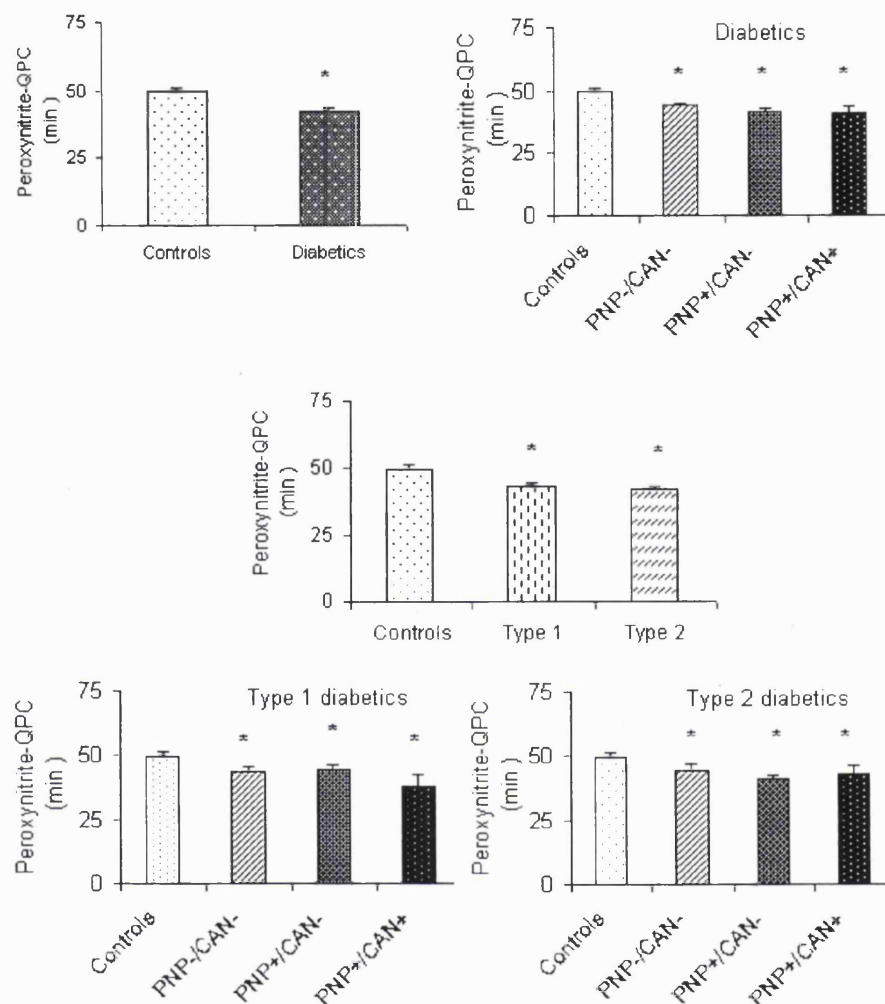 75
50
25
0
Peroxynitrite-QPC
(min )
*
Controls
Diabetics
Diabetics
75
50
25
0
Peroxynitrite-QPC
(min )
*
*
*
Controls
PNP-/CAN-
PNP+/CAN-
PNP+/CAN+
75
50
25
0
Peroxynitrite-QPC
(min )
*
*
Controls
Type 1
Type 2
Type 1 diabetics
75
50
25
0
Peroxynitrite-QPC
(min )
*
*
*
Controls
PNP-/CAN-
PNP+/CAN-
PNP+/CAN+
Type 2 diabetics
75
50
25
0
Peroxynitrite-QPC
(min )
*
*
*
Controls
PNP-/CAN-
PNP+/CAN-
PNP+/CAN+